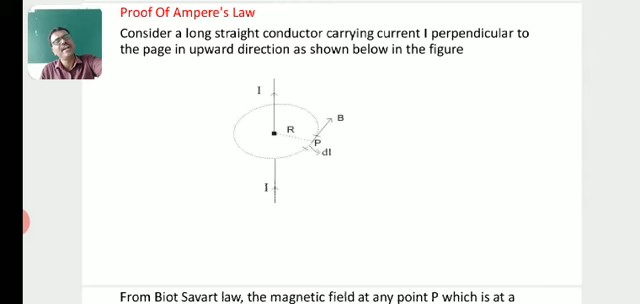 Proof Of Ampere's Law
Consider a long straight conductor carrying current I perpendicular to
the page in upward direction as shown below in the figure
I
B
R
P
dl
I
From Biot Savart law, the magnetic field at any point P which is at a